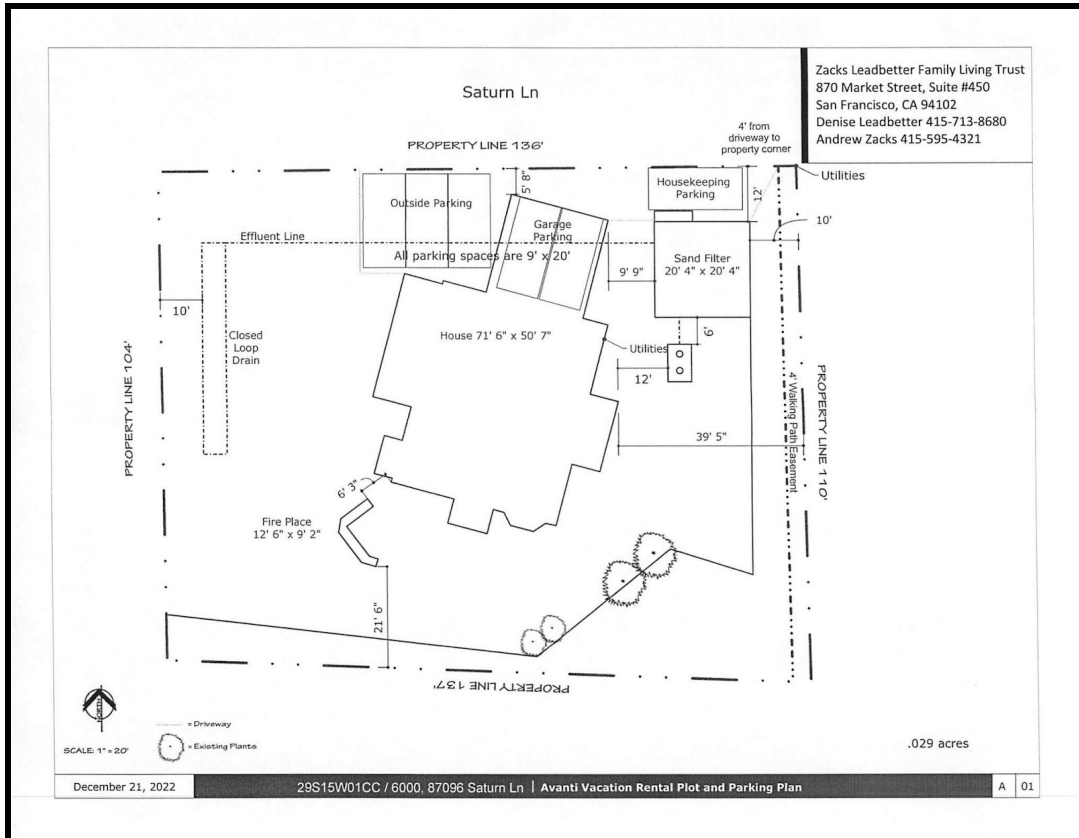 Zacks Leadbetter Family Living Trust
870 Market Street, Suite #450
San Francisco, CA 94102
Denise Leadbetter 415-713-8680
Andrew Zacks 415-595-4321
Saturn Ln
4' from
driveway to
property corner
PROPERTY LINE 136'
Utilities
5' 8"
Housekeeping
Parking
12'
Outside Parking
Garage
Parking
10'
Effluent Line
All parking spaces are 9' x 20'
Sand Filter
20' 4" x 20' 4"
9' 9"
10'
Closed
Loop
Drain
House 71' 6" x 50' 7"
6'
Utilities
12'
PROPERTY LINE 104'
4' Walking Path Easement
PROPERTY LINE 110'
39' 5"
6' 3"
Fire Place
12' 6" x 9' 2"
21' 6"
PROPERTY LINE 137'
NORTH
= Driveway
= Existing Plants
SCALE: 1" = 20'
.029 acres
December 21, 2022
29S15W01CC / 6000, 87096 Saturn Ln | Avanti Vacation Rental Plot and Parking Plan
A 01